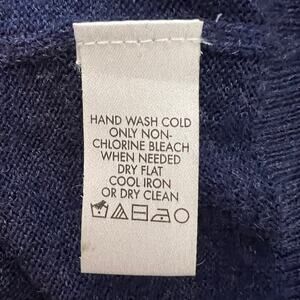 HAND WASH COLD
ONLY NON-
CHLORINE BLEACH
WHEN NEEDED
DRY FLAT
COOL IRON
OR DRY CLEAN